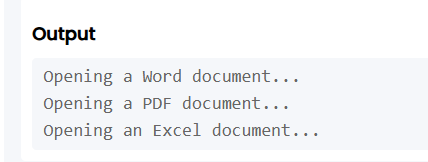 Output
Opening a Word document...
Opening a PDF document...
Opening an Excel document...